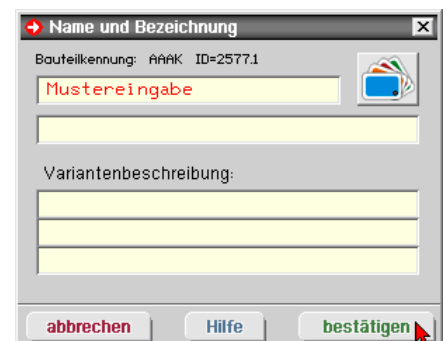 Name und Bezeichnung
Bauteilkennung: AAAK ID=2577.1
Mustereingabe
Variantenbeschreibung:
abbrechen Hilfe bestätigen